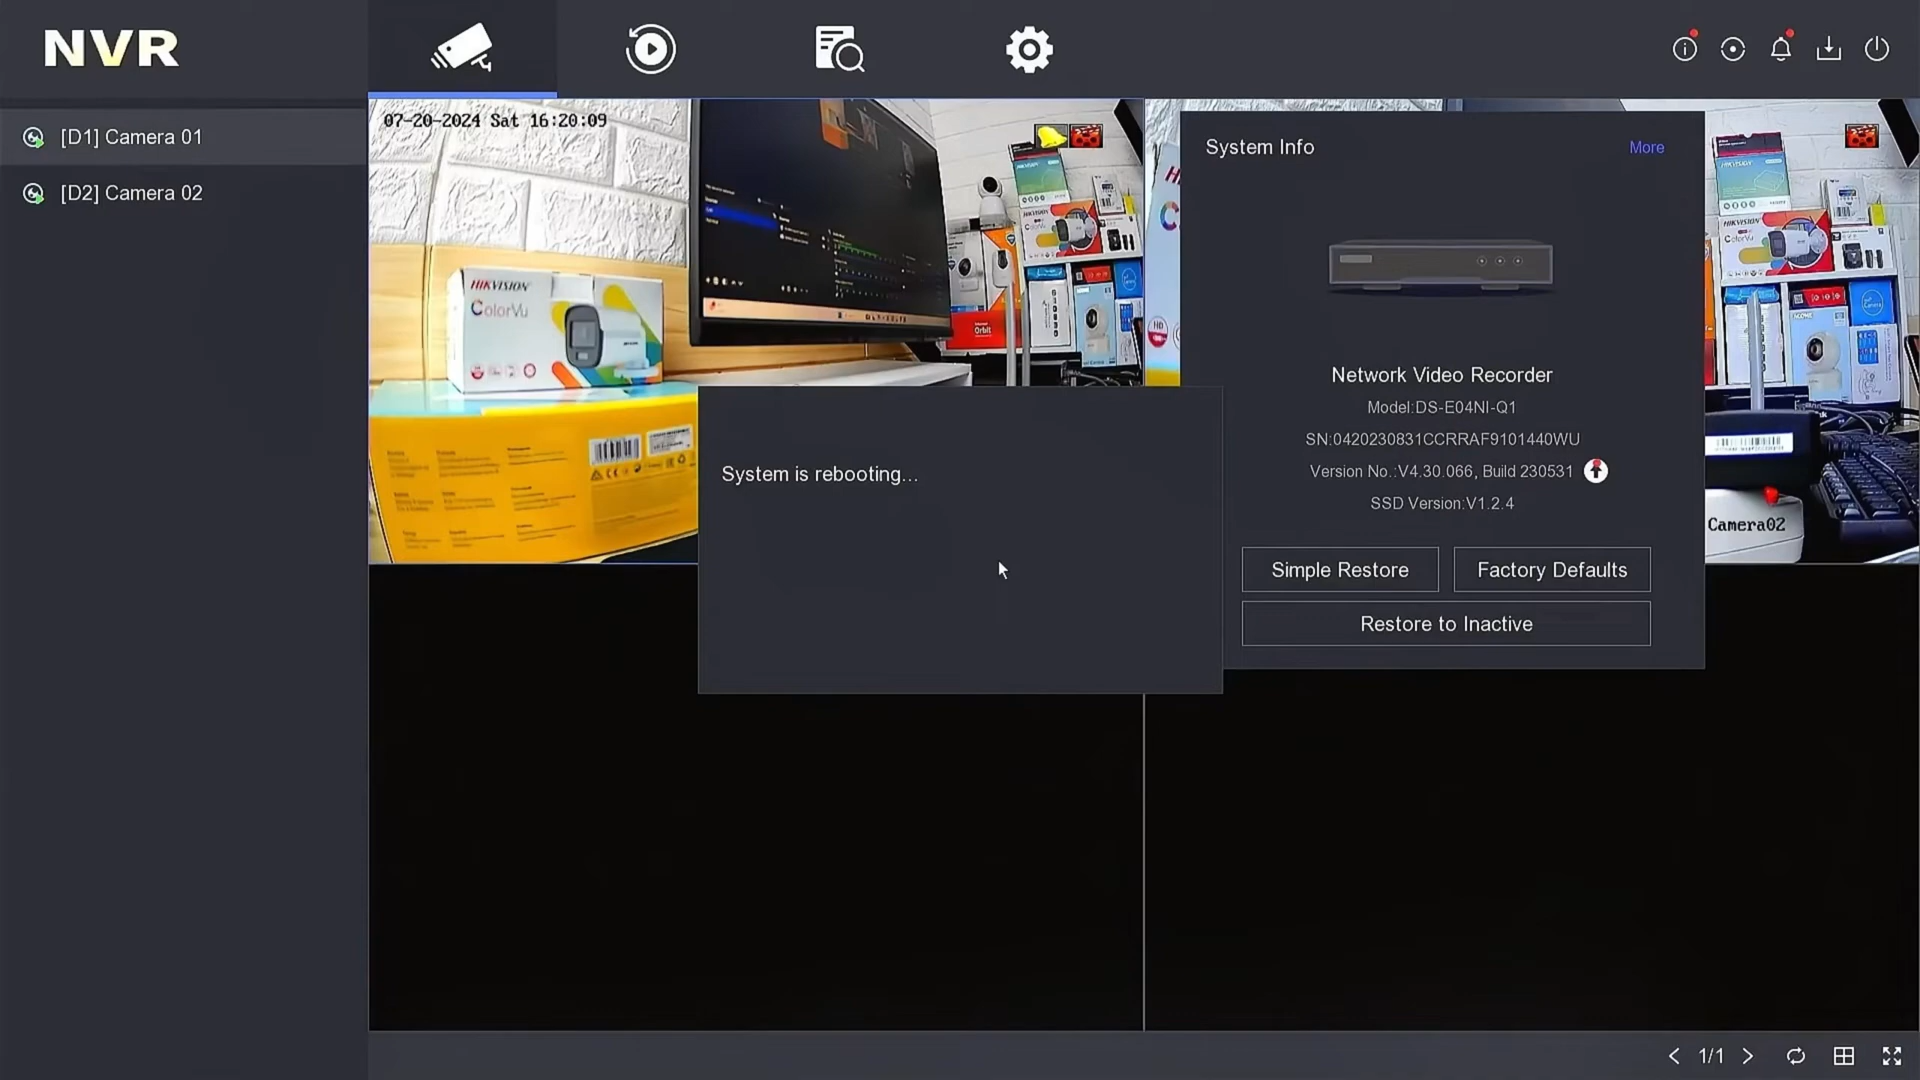 NVR
[D1] Camera 01
[D2] Camera 02
07-20-2024 Sat 16:20:09
HIKVISION
ColorVu
System is rebooting...
System Info
More
Network Video Recorder
Model:DS-E04NI-Q1
SN:0420230831CCRRAF9101440WU
Version No.:V4.30.066, Build 230531
SSD Version:V1.2.4
Simple Restore
Factory Defaults
Restore to Inactive
HIKVISION
ColorVu
Camera02
1/1